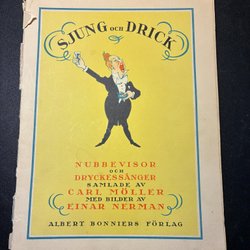 SJUNG OCH DRICK
NUBBEVISOR
OCH
DRYCKESSÅNGER
SAMLADE AV
CARL MÖLLER
MED BILDER AV
EINAR NERMAN
ALBERT BONNIERS FÖRLAG